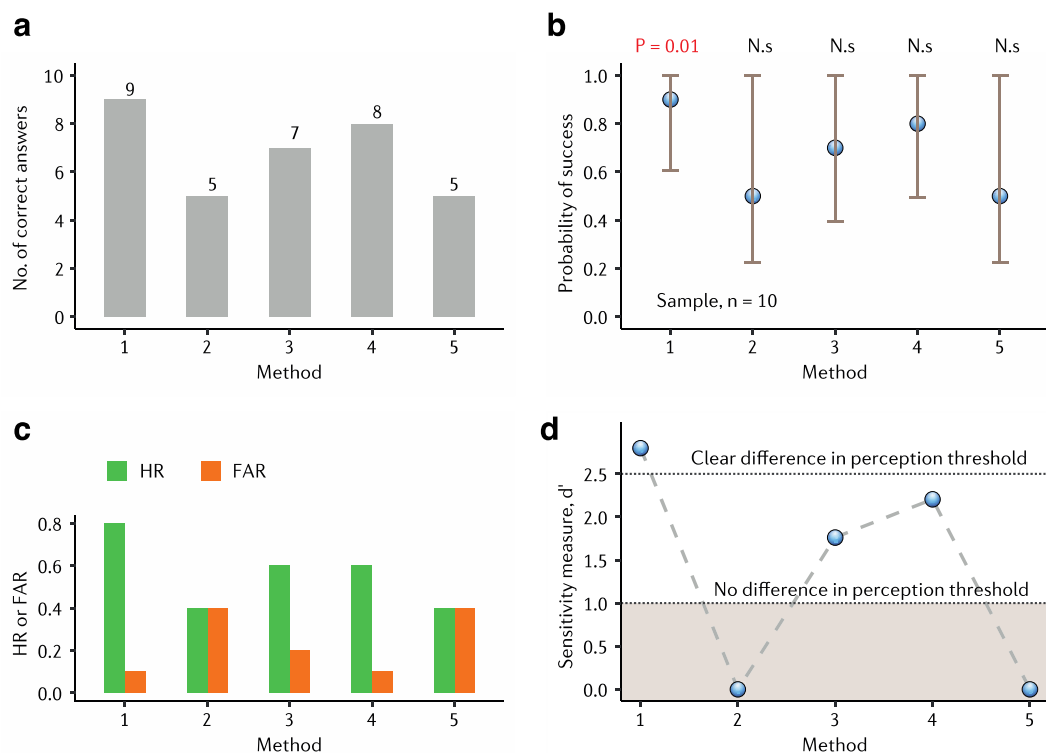 a
No. of correct answers
10
8
6
4
2
0
9
5
7
8
5
1 2 3 4 5
Method
b
P = 0.01 N.s N.s N.s N.s
Probability of success
1.0
0.8
0.6
0.4
0.2
0.0
Sample, n = 10
1 2 3 4 5
Method
c
HR FAR
HR or FAR
0.8
0.6
0.4
0.2
0.0
1 2 3 4 5
Method
d
Sensitivity measure, d'
Clear difference in perception threshold
2.5
2.0
1.5
No difference in perception threshold
1.0
0.5
0.0
1 2 3 4 5
Method